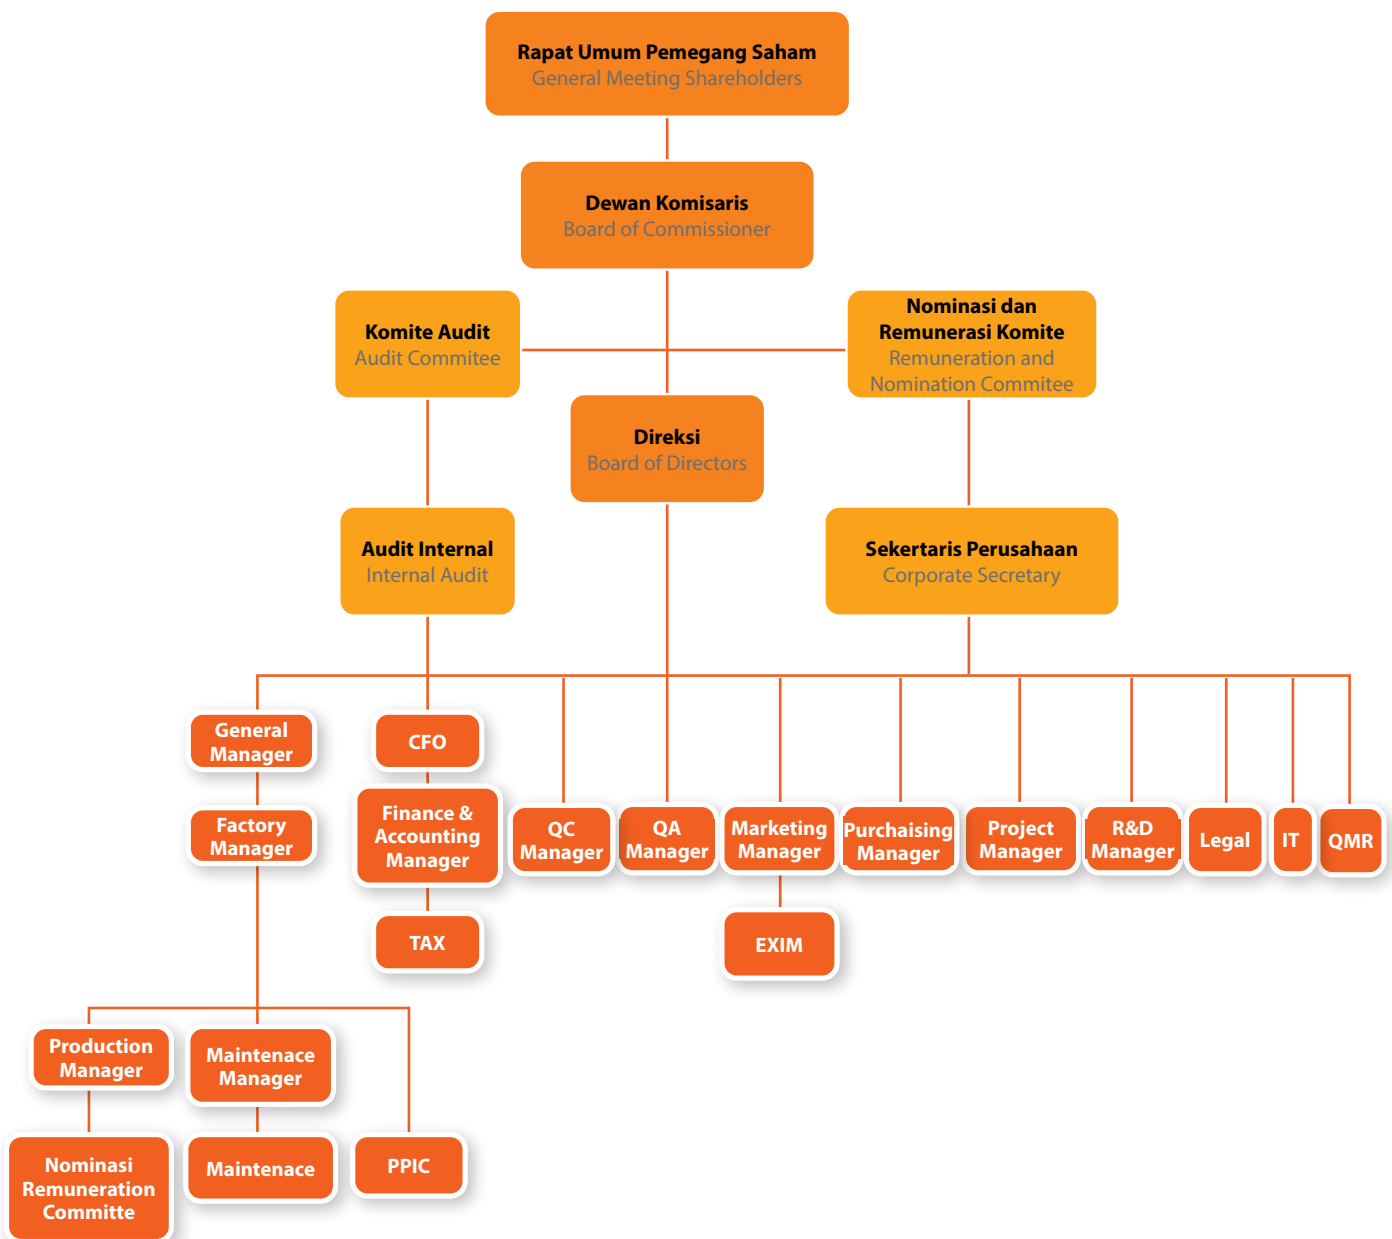 Rapat Umum Pemegang Saham
General Meeting Shareholders
Dewan Komisaris
Board of Commissioner
Komite Audit
Audit Commitee
Nominasi dan
Remunerasi Komite
Remuneration and
Nomination Commitee
Direksi
Board of Directors
Audit Internal
Internal Audit
Sekertaris Perusahaan
Corporate Secretary
General
Manager
CFO
Factory
Manager
Finance &
Accounting
Manager
QC
Manager
QA
Manager
Marketing
Manager
Purchaising
Manager
Project
Manager
R&D
Manager
Legal
IT
QMR
TAX
EXIM
Production
Manager
Maintenace
Manager
Nominasi
Remuneration
Committe
Maintenace
PPIC